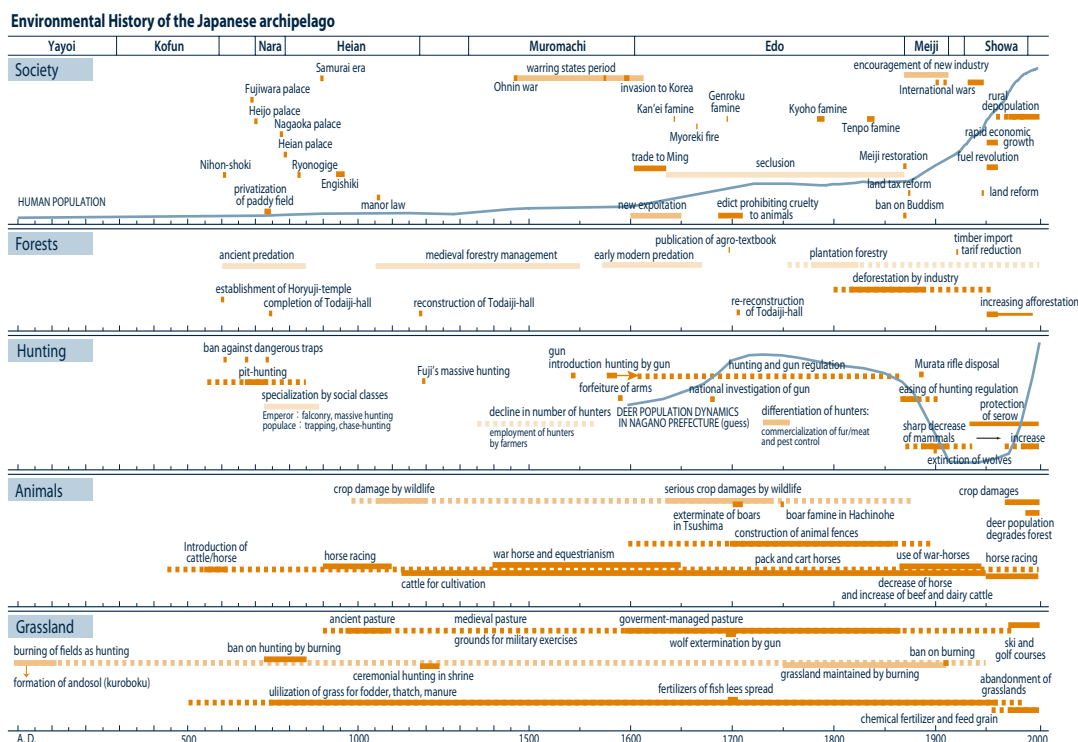 Environmental History of the Japanese archipelago
Yayoi
Kofun
Nara
Heian
Muromachi
Edo
Meiji
Showa
Society
Samurai era
warring states period
encouragement of new industry
Ohnin war
invasion to Korea
International wars
Fujiwara palace
Genroku
famine
rural
depopulation
Heijo palace
Kan'ei famine
Kyoho famine
Nagaoka palace
Myoreki fire
Tenpo famine
rapid economic
growth
Heian palace
Nihon-shoki
Ryonogige
trade to Ming
seclusion
Meiji restoration
fuel revolution
Engishiki
privatization
of paddy field
land tax reform
land reform
HUMAN POPULATION
manor law
new expoitation
edict prohibiting cruelty
to animals
ban on Buddism
Forests
publication of agro-textbook
timber import
tarif reduction
ancient predation
medieval forestry management
early modern predation
plantation forestry
deforestation by industry
establishment of Horyuji-temple
completion of Todaiji-hall
reconstruction of Todaiji-hall
re-reconstruction
of Todaiji-hall
increasing afforestation
Hunting
ban against dangerous traps
gun
introduction
hunting by gun
hunting and gun regulation
Murata rifle disposal
pit-hunting
Fuji's massive hunting
forfeiture of arms
national investigation of gun
easing of hunting regulation
specialization by social classes
Emperor : falconry, massive hunting
populace : trapping, chase-hunting
decline in number of hunters
employment of hunters
by farmers
DEER POPULATION DYNAMICS
IN NAGANO PREFECTURE (guess)
differentiation of hunters:
commercialization of fur/meat
and pest control
protection
of serow
sharp decrease
of mammals
increase
extinction of wolves
Animals
crop damage by wildlife
serious crop damages by wildlife
crop damages
exterminate of boars
in Tsushima
boar famine in Hachinohe
deer population
degrades forest
construction of animal fences
Introduction of
cattle/horse
horse racing
war horse and equestrianism
pack and cart horses
use of war-horses
horse racing
cattle for cultivation
decrease of horse
and increase of beef and dairy cattle
Grassland
ancient pasture
medieval pasture
goverment-managed pasture
grounds for military exercises
wolf extermination by gun
ski and
golf courses
burning of fields as hunting
ban on hunting by burning
ban on burning
ceremonial hunting in shrine
grassland maintained by burning
formation of andosol (kuroboku)
ulilization of grass for fodder, thatch, manure
fertilizers of fish lees spread
abandonment of
grasslands
chemical fertilizer and feed grain
A.D.
500
1000
1500
1600
1700
1800
1900
2000